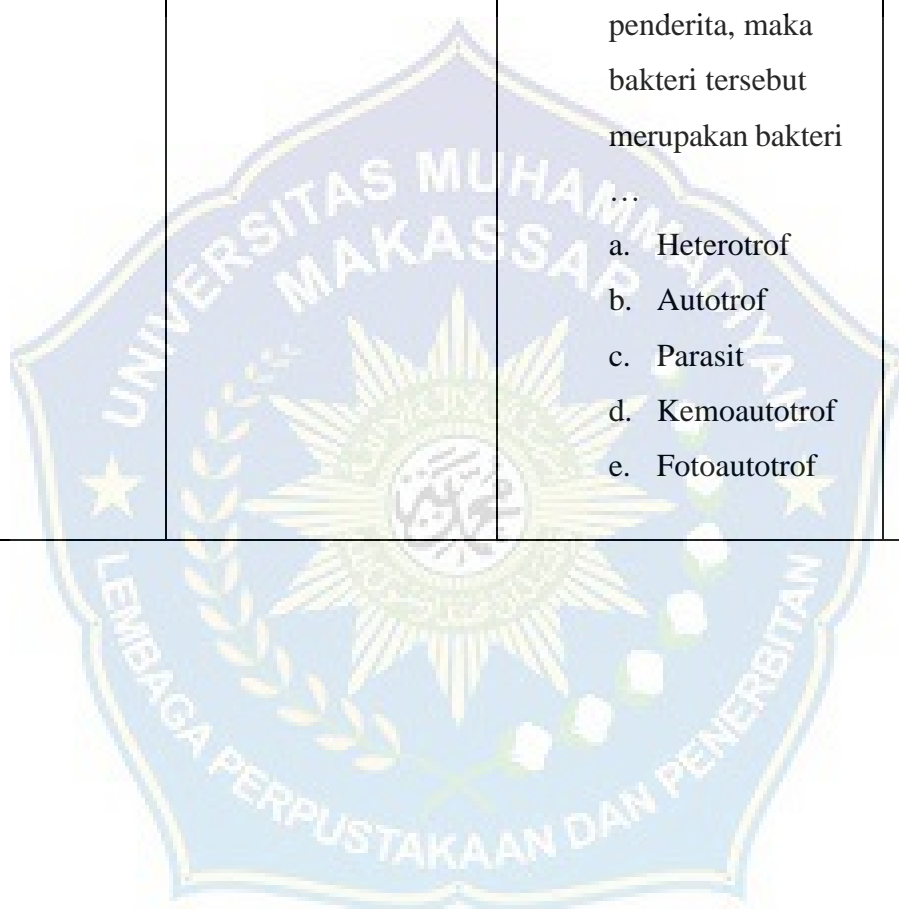 penderita, maka
bakteri tersebut
merupakan bakteri
…
a. Heterotrof
b. Autotrof
c. Parasit
d. Kemoautotrof
e. Fotoautotrof
UNIVERSITAS MUHAMMADIYAH
MAKASSAR
LEMBAGA PERPUSTAKAAN DAN PENERBITAN